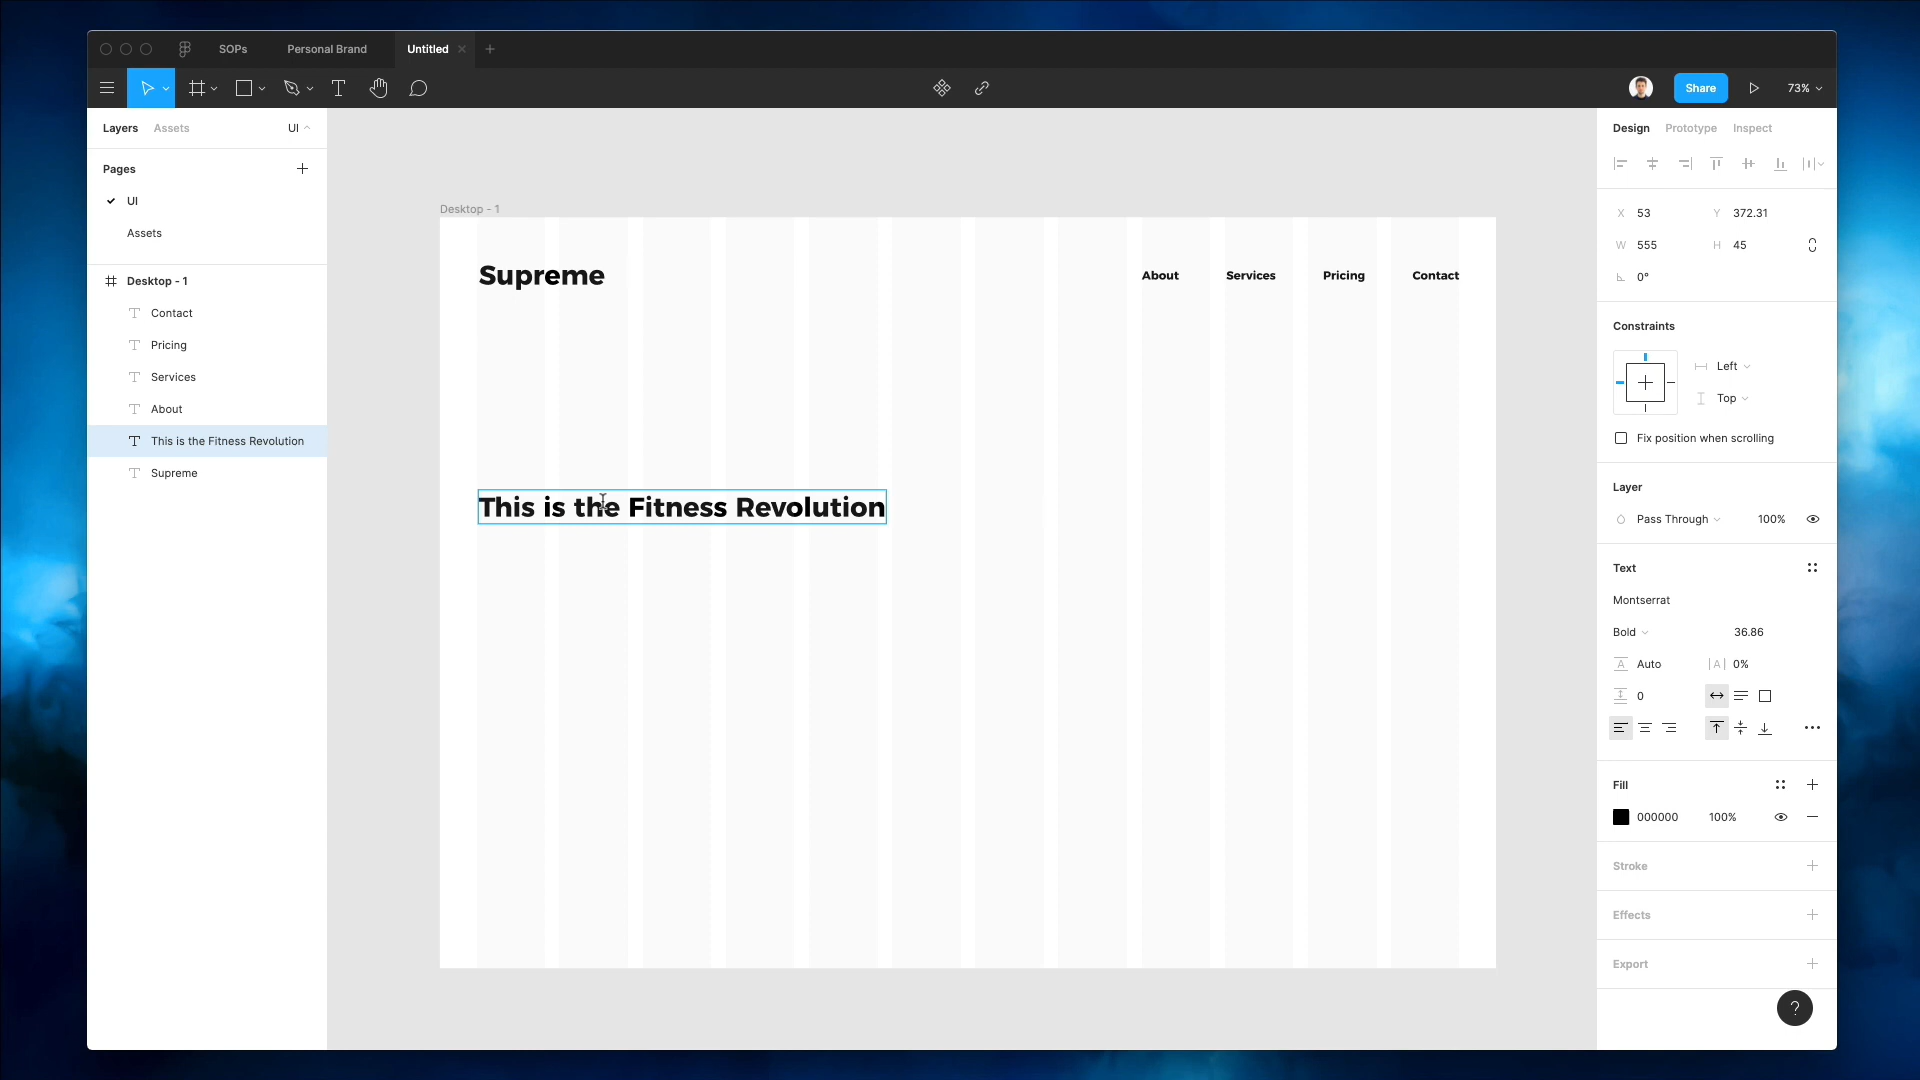 SOPs Personal Brand Untitled
Share 73%
Layers Assets UI
Design Prototype Inspect
Pages
UI
Assets
Desktop - 1
Contact
Pricing
Services
About
This is the Fitness Revolution
Supreme
Desktop - 1
Supreme About Services Pricing Contact
This is the Fitness Revolution
X 53 Y 372.31
W 555 H 45
0°
Constraints
Left
Top
Fix position when scrolling
Layer
Pass Through 100%
Text
Montserrat
Bold 36.86
A Auto |A| 0%
0
Fill
000000 100%
Stroke
Effects
Export
?